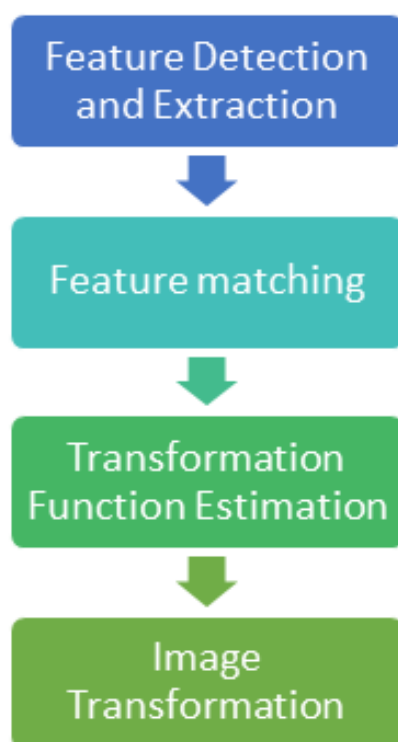 Feature Detection
and Extraction
Feature matching
Transformation
Function Estimation
Image
Transformation